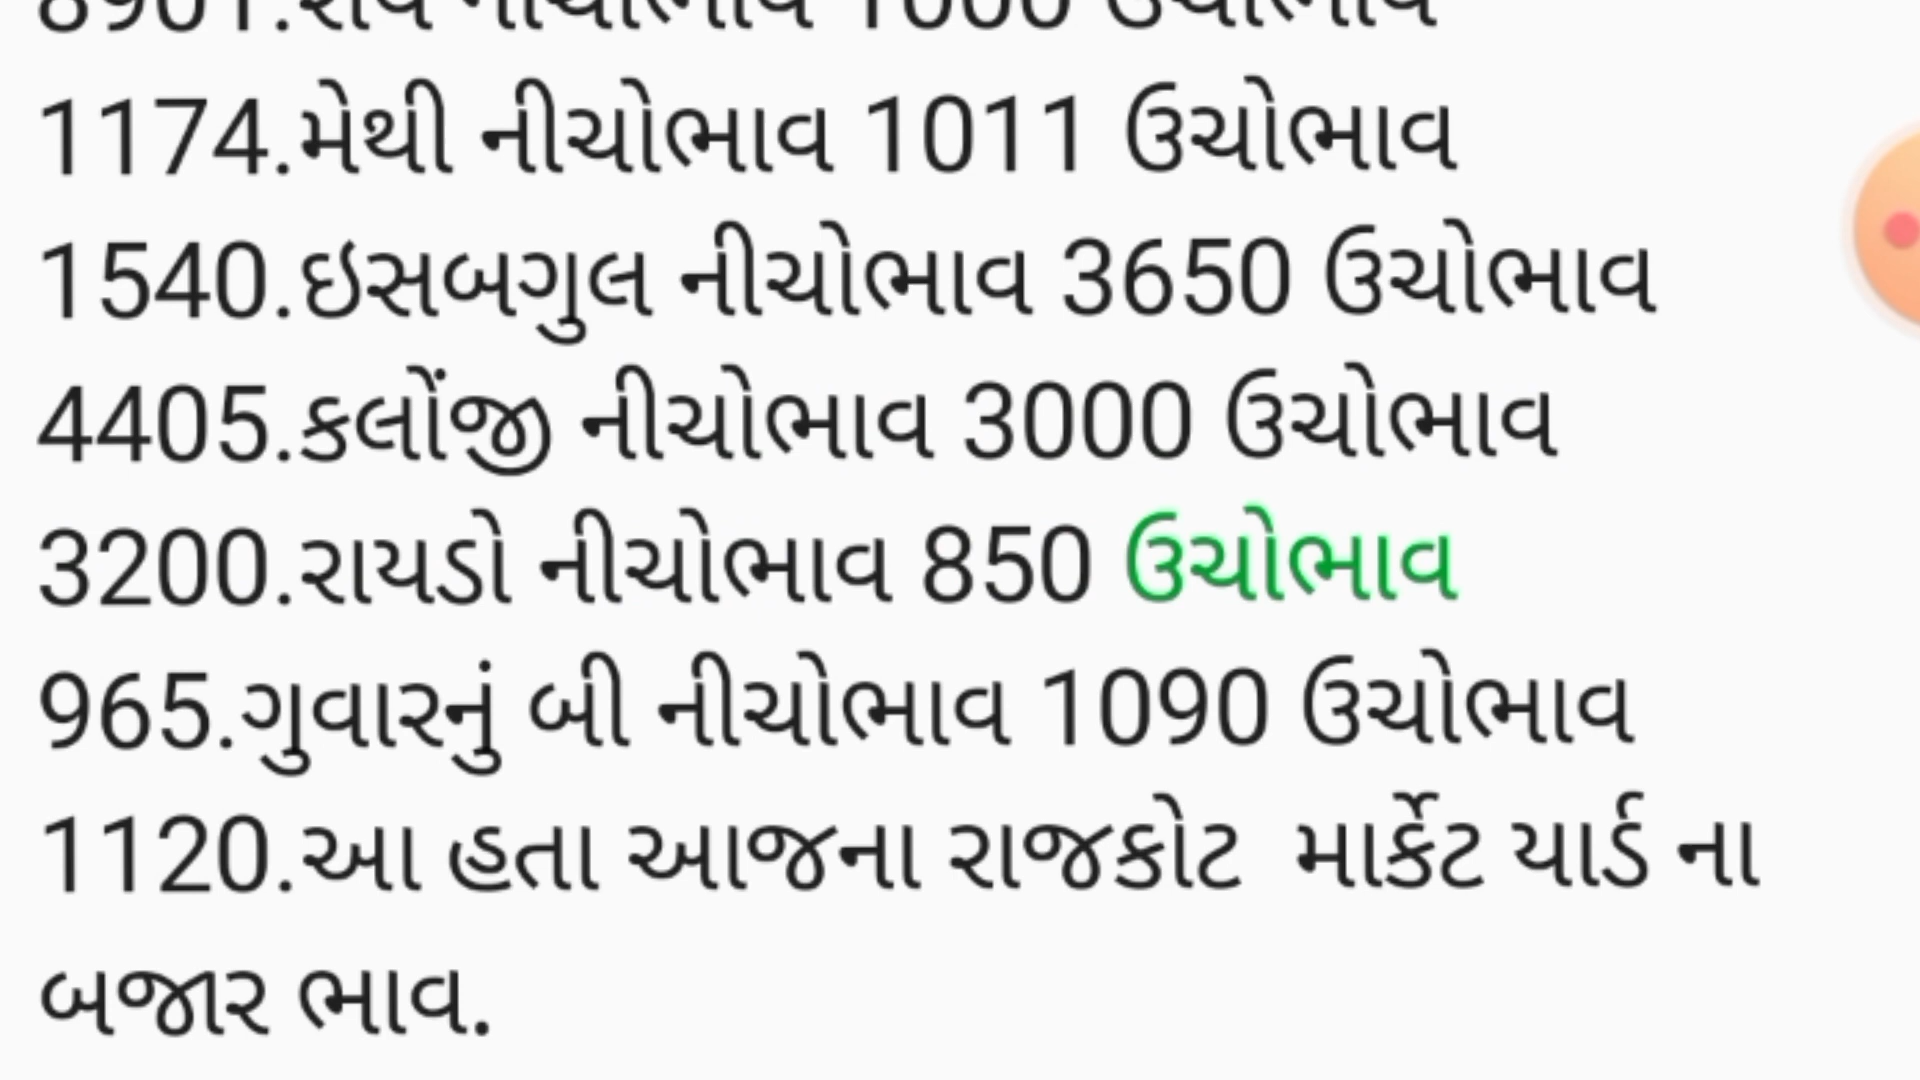 1174.મેથી નીચોભાવ 1011 ઉચોભાવ
1540.ઇસબગુલ નીચોભાવ 3650 ઉચોભાવ
4405.કલોંજી નીચોભાવ 3000 ઉચોભાવ
3200.રાયડો નીચોભાવ 850 ઉચોભાવ
965.ગુવારનું બી નીચોભાવ 1090 ઉચોભાવ
1120.આ હતા આજના રાજકોટ  માર્કેટ યાર્ડ ના
બજાર ભાવ.